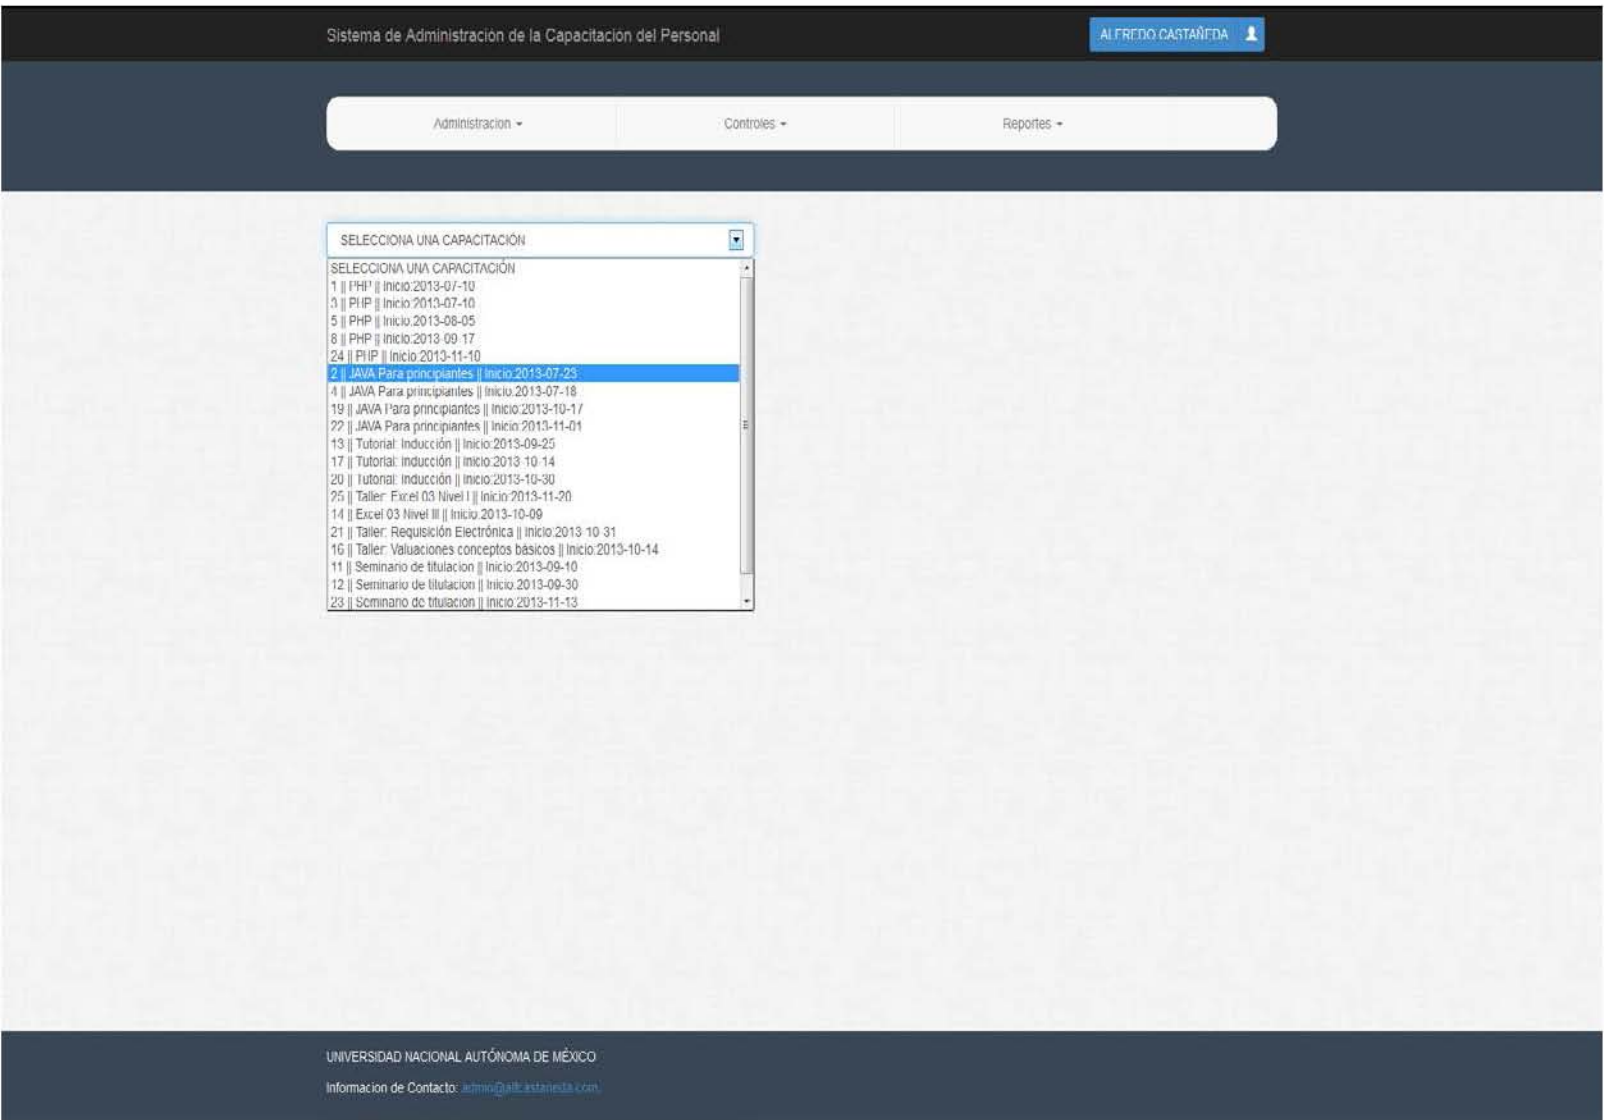 Sistema de Administración de la Capacitación del Personal
ALFREDO CASTAÑEDA
Administracion
Controles
Reportes
SELECCIONA UNA CAPACITACIÓN
SELECCIONA UNA CAPACITACIÓN
1 || PHP || Inicio:2013-07-10
3 || PHP || Inicio:2013-07-10
5 || PHP || Inicio:2013-08-05
8 || PHP || Inicio:2013-09-17
24 || PHP || Inicio:2013-11-10
2 || JAVA Para principiantes || Inicio:2013-07-23
4 || JAVA Para principiantes || Inicio:2013-07-18
19 || JAVA Para principiantes || Inicio:2013-10-17
22 || JAVA Para principiantes || Inicio:2013-11-01
13 || Tutorial: Inducción || Inicio:2013-09-25
17 || Tutorial: Inducción || Inicio:2013-10-14
20 || Tutorial: Inducción || Inicio:2013-10-30
25 || Taller: Excel 03 Nivel I || Inicio:2013-11-20
14 || Excel 03 Nivel III || Inicio:2013-10-09
21 || Taller: Requisición Electrónica || Inicio:2013-10-31
16 || Taller: Valuaciones conceptos básicos || Inicio:2013-10-14
11 || Seminario de titulacion || Inicio:2013-09-10
12 || Seminario de titulacion || Inicio:2013-09-30
23 || Seminario de titulacion || Inicio:2013-11-13
UNIVERSIDAD NACIONAL AUTÓNOMA DE MÉXICO
Informacion de Contacto: admin@alfcastaneda.com.